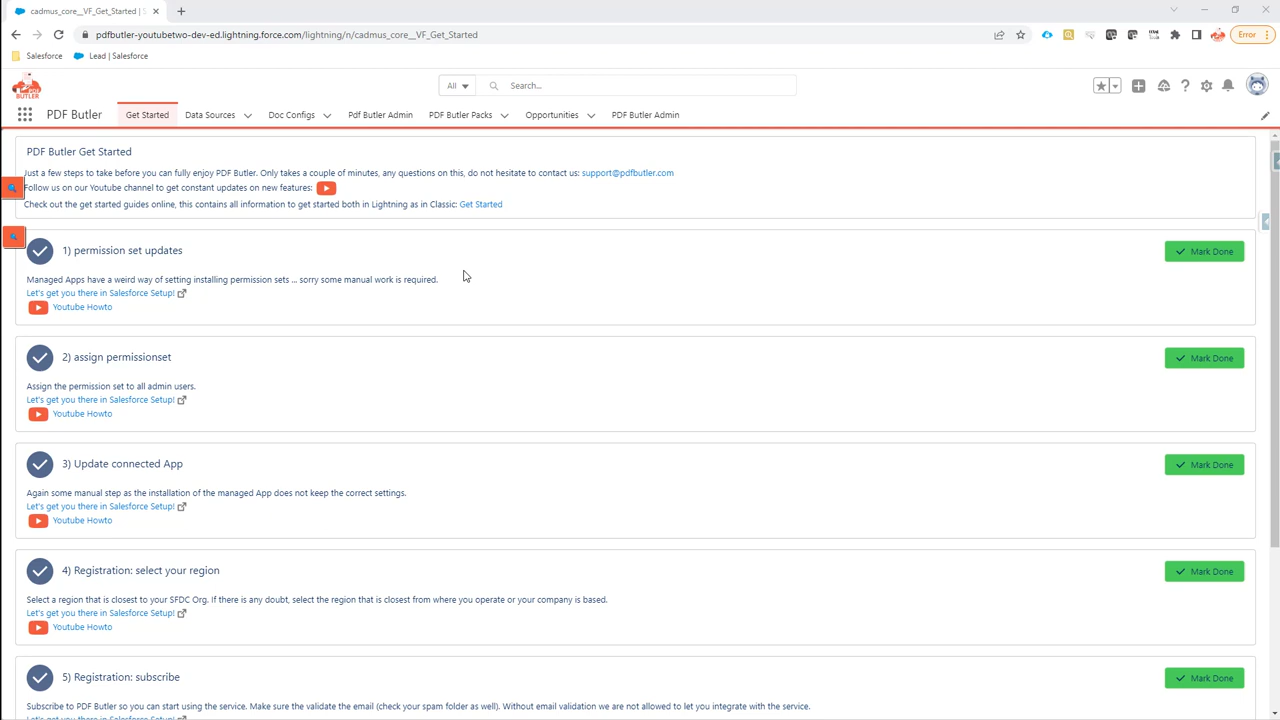 cadmus_core__VF_Get_Started | S
pdfbutler-youtubetwo-dev-ed.lightning.force.com/lightning/n/cadmus_core__VF_Get_Started
Error
Salesforce
Lead | Salesforce
PDF BUTLER
All
Search...
PDF Butler
Get Started
Data Sources
Doc Configs
Pdf Butler Admin
PDF Butler Packs
Opportunities
PDF Butler Admin
PDF Butler Get Started
Just a few steps to take before you can fully enjoy PDF Butler. Only takes a couple of minutes, any questions on this, do not hesitate to contact us: support@pdfbutler.com
Follow us on our Youtube channel to get constant updates on new features:
Check out the get started guides online, this contains all information to get started both in Lightning as in Classic: Get Started
1) permission set updates
Mark Done
Managed Apps have a weird way of setting installing permission sets ... sorry some manual work is required.
Let's get you there in Salesforce Setup!
Youtube Howto
2) assign permissionset
Mark Done
Assign the permission set to all admin users.
Let's get you there in Salesforce Setup!
Youtube Howto
3) Update connected App
Mark Done
Again some manual step as the installation of the managed App does not keep the correct settings.
Let's get you there in Salesforce Setup!
Youtube Howto
4) Registration: select your region
Mark Done
Select a region that is closest to your SFDC Org. If there is any doubt, select the region that is closest from where you operate or your company is based.
Let's get you there in Salesforce Setup!
Youtube Howto
5) Registration: subscribe
Mark Done
Subscribe to PDF Butler so you can start using the service. Make sure the validate the email (check your spam folder as well). Without email validation we are not allowed to let you integrate with the service.
Let's get you there in Salesforce Setup!